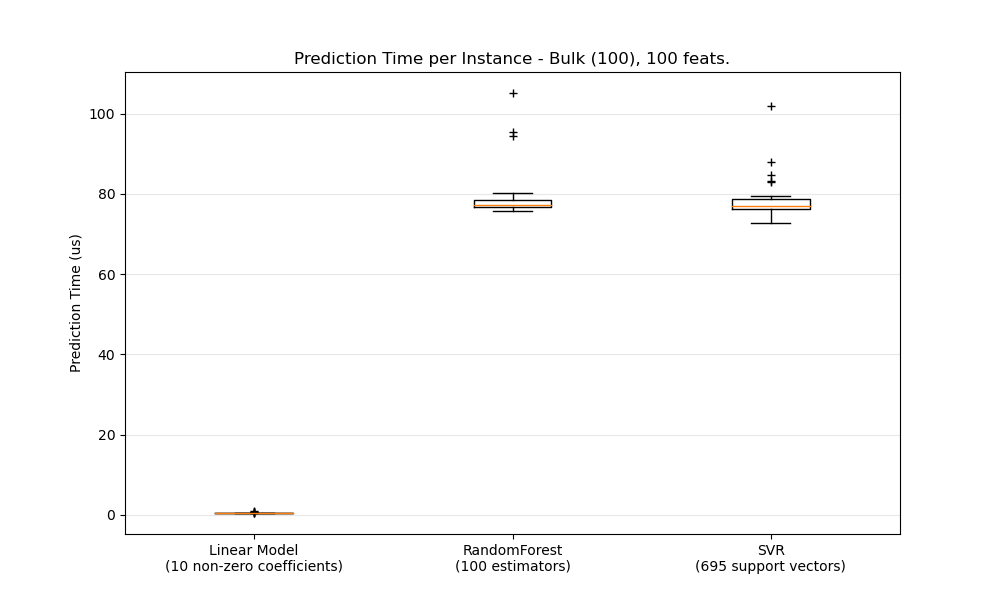 Prediction Time per Instance - Bulk (100), 100 feats.
Prediction Time (us)
100
80
60
40
20
0
Linear Model
(10 non-zero coefficients)
RandomForest
(100 estimators)
SVR
(695 support vectors)